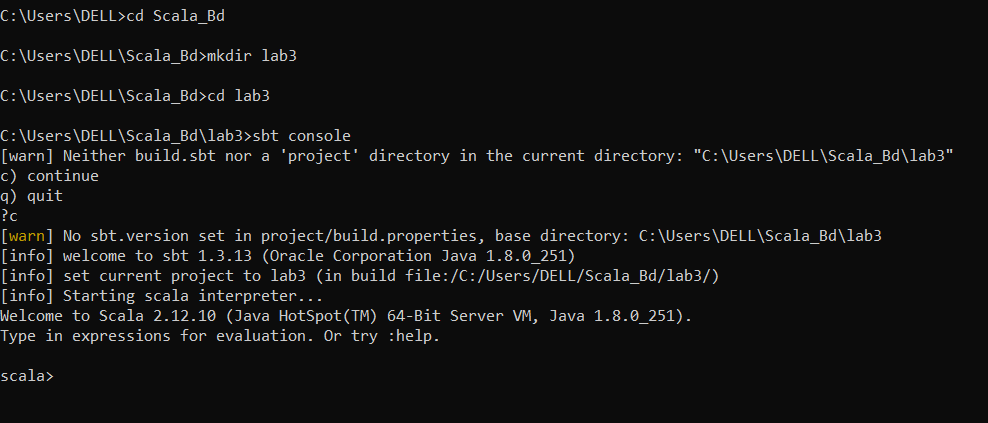 C:\Users\DELL>cd Scala_Bd
C:\Users\DELL\Scala_Bd>mkdir lab3
C:\Users\DELL\Scala_Bd>cd lab3
C:\Users\DELL\Scala_Bd\lab3>sbt console
[warn] Neither build.sbt nor a 'project' directory in the current directory: "C:\Users\DELL\Scala_Bd\lab3"
c) continue
q) quit
?c
[warn] No sbt.version set in project/build.properties, base directory: C:\Users\DELL\Scala_Bd\lab3
[info] welcome to sbt 1.3.13 (Oracle Corporation Java 1.8.0_251)
[info] set current project to lab3 (in build file:/C:/Users/DELL/Scala_Bd/lab3/)
[info] Starting scala interpreter...
Welcome to Scala 2.12.10 (Java HotSpot(TM) 64-Bit Server VM, Java 1.8.0_251).
Type in expressions for evaluation. Or try :help.
scala>